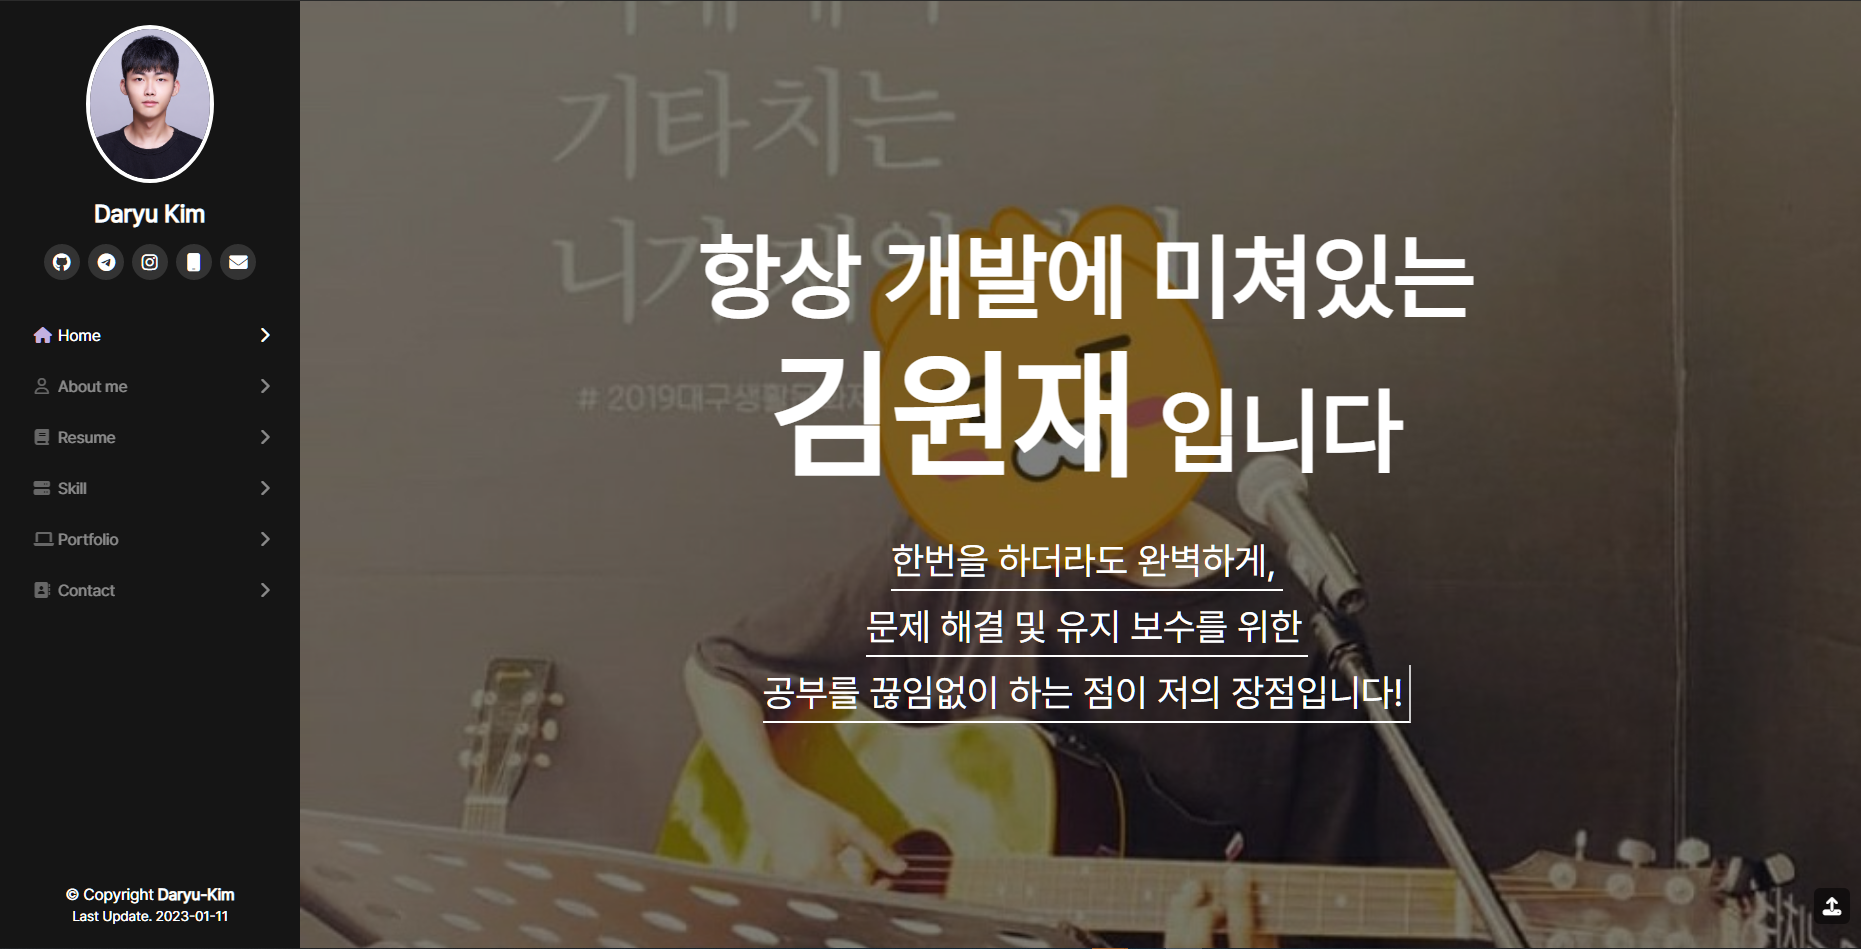 Daryu Kim
Home
About me
Resume
Skill
Portfolio
Contact
© Copyright Daryu-Kim
Last Update. 2023-01-11
기타치는
# 2019대구생활문화제
항상 개발에 미쳐있는
김원재 입니다
한번을 하더라도 완벽하게,
문제 해결 및 유지 보수를 위한
공부를 끊임없이 하는 점이 저의 장점입니다!